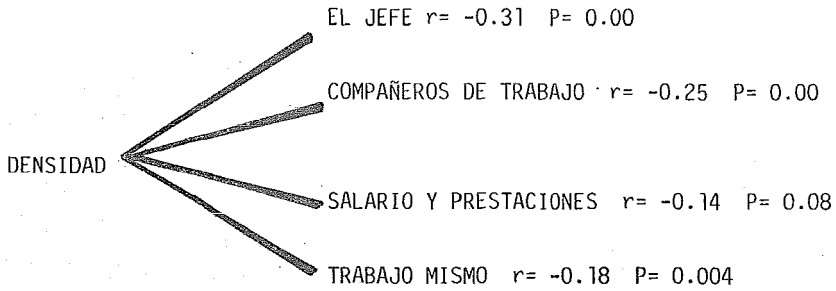 EL JEFE r= -0.31 P= 0.00
COMPAÑEROS DE TRABAJO r= -0.25 P= 0.00
DENSIDAD
SALARIO Y PRESTACIONES r= -0.14 P= 0.08
TRABAJO MISMO r= -0.18 P= 0.004